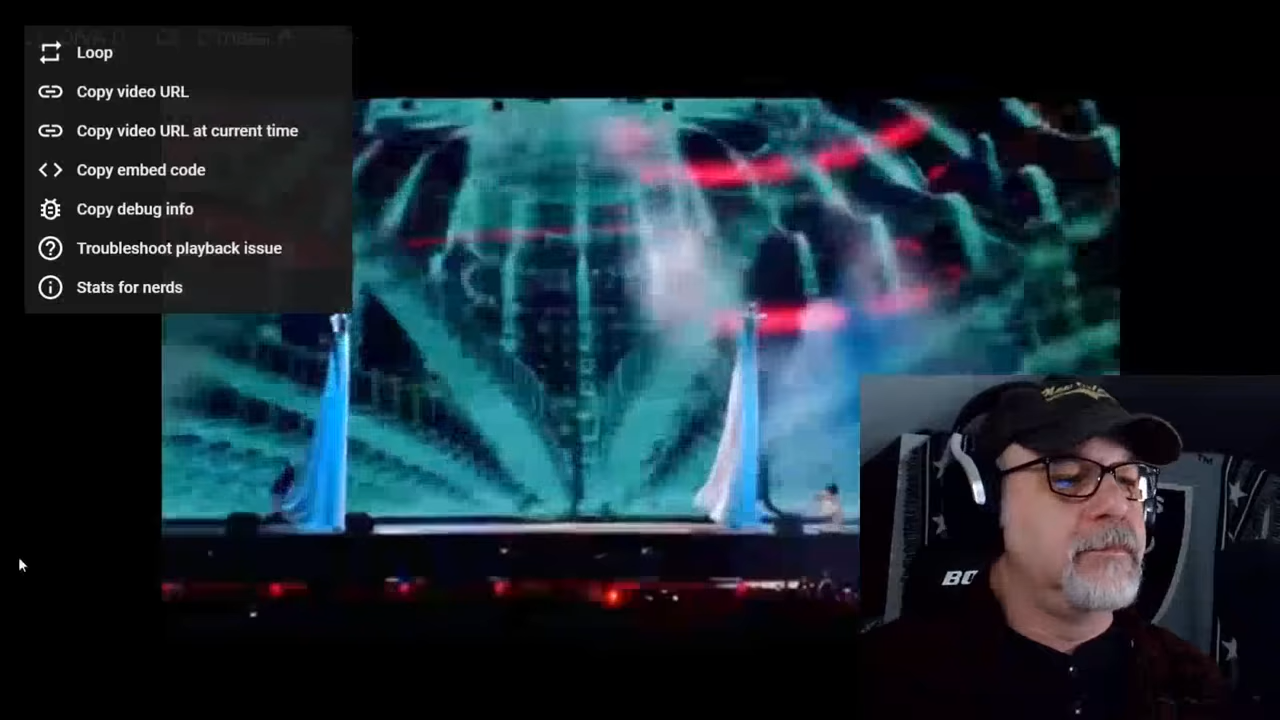 Loop
Copy video URL
Copy video URL at current time
Copy embed code
Copy debug info
Troubleshoot playback issue
Stats for nerds
TM